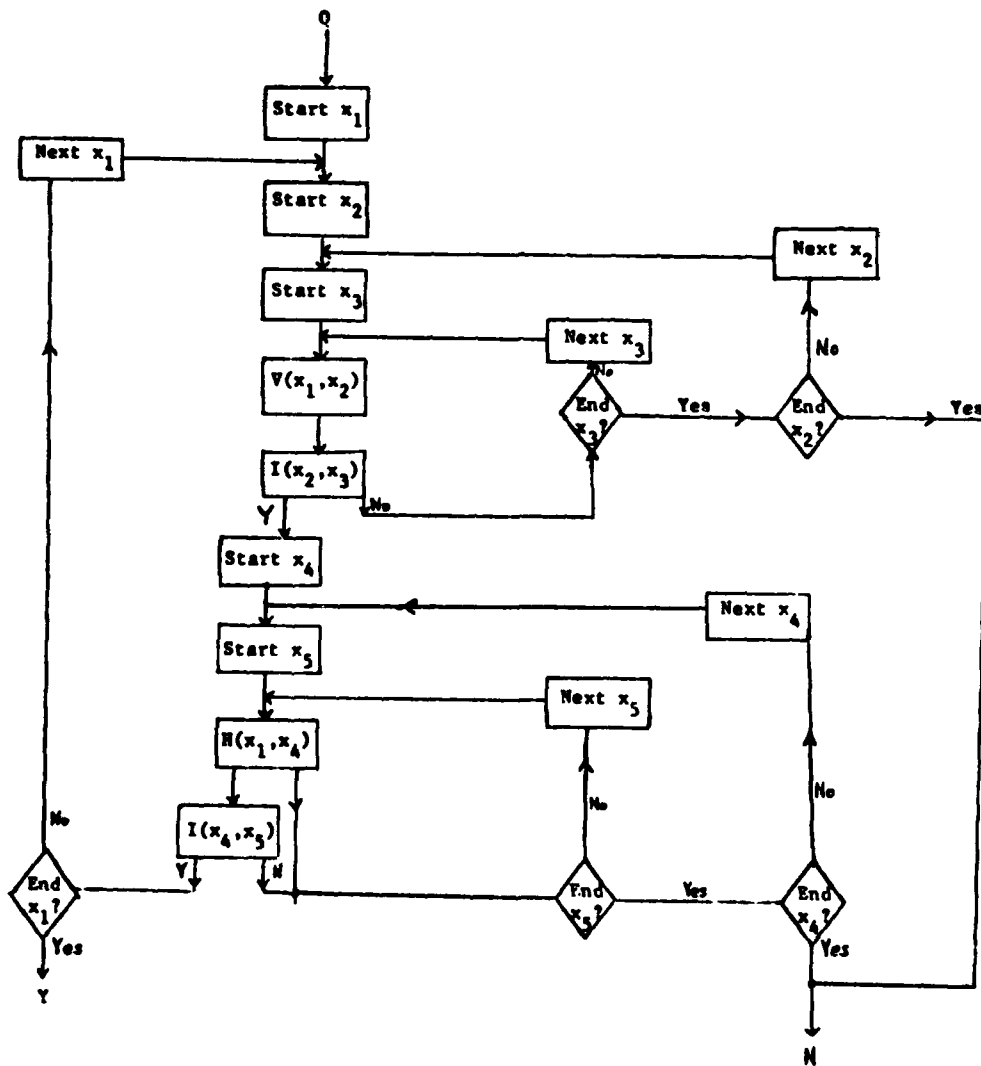 Q
Start x1
Next x1
Start x2
Next x2
Start x3
Next x3
No
No
V(x1,x2)
End x3?
Yes
End x2?
Yes
I(x2,x3)
Y
No
Start x4
Next x4
Start x5
Next x5
H(x1,x4)
No
No
No
I(x4,x5)
Y
N
End x1?
End x5?
Yes
End x4?
Yes
Yes
Y
N